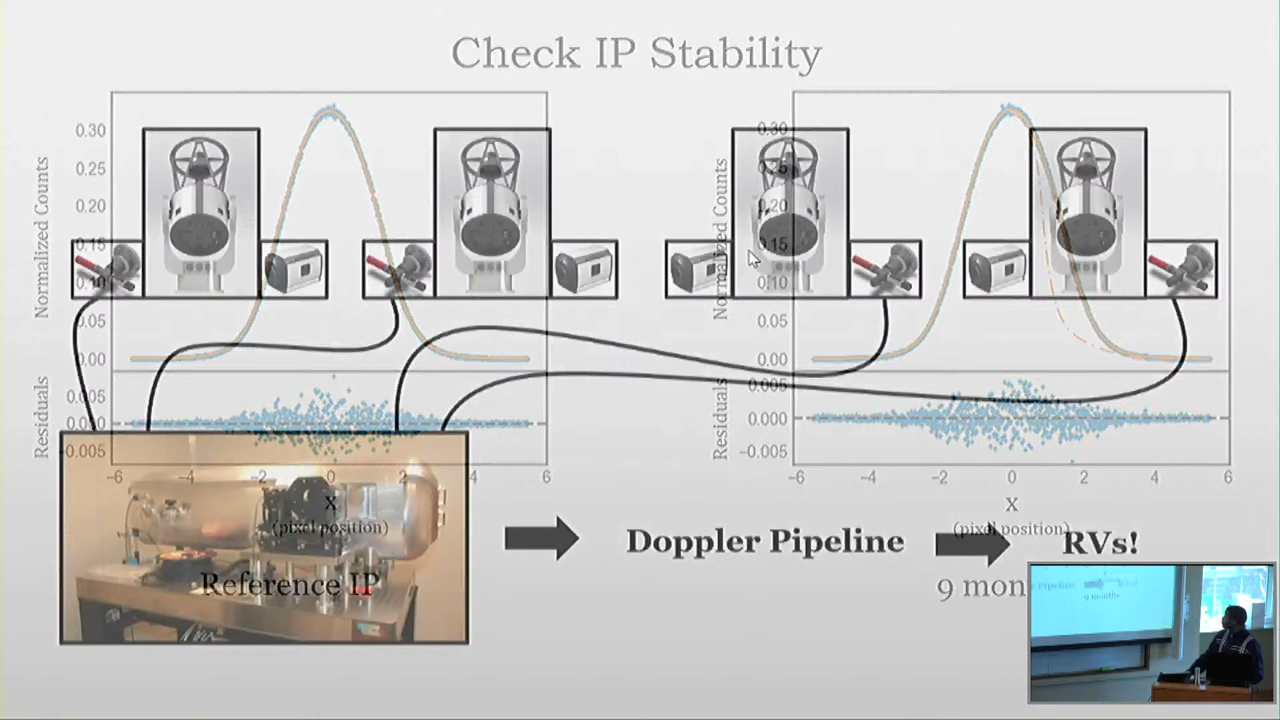 Check IP Stability
Normalized Counts
0.30
0.25
0.20
0.15
0.10
0.05
0.00
Residuals
0.005
0.000
-0.005
-6
-4
-2
0
2
4
6
X
(pixel position)
Reference IP
Normalized Counts
0.30
0.25
0.20
0.15
0.10
0.05
0.00
Residuals
0.005
0.000
-0.005
-6
-4
-2
0
2
4
6
X
(pixel position)
Doppler Pipeline
RVs!
9 mon
Pipeline
9 months